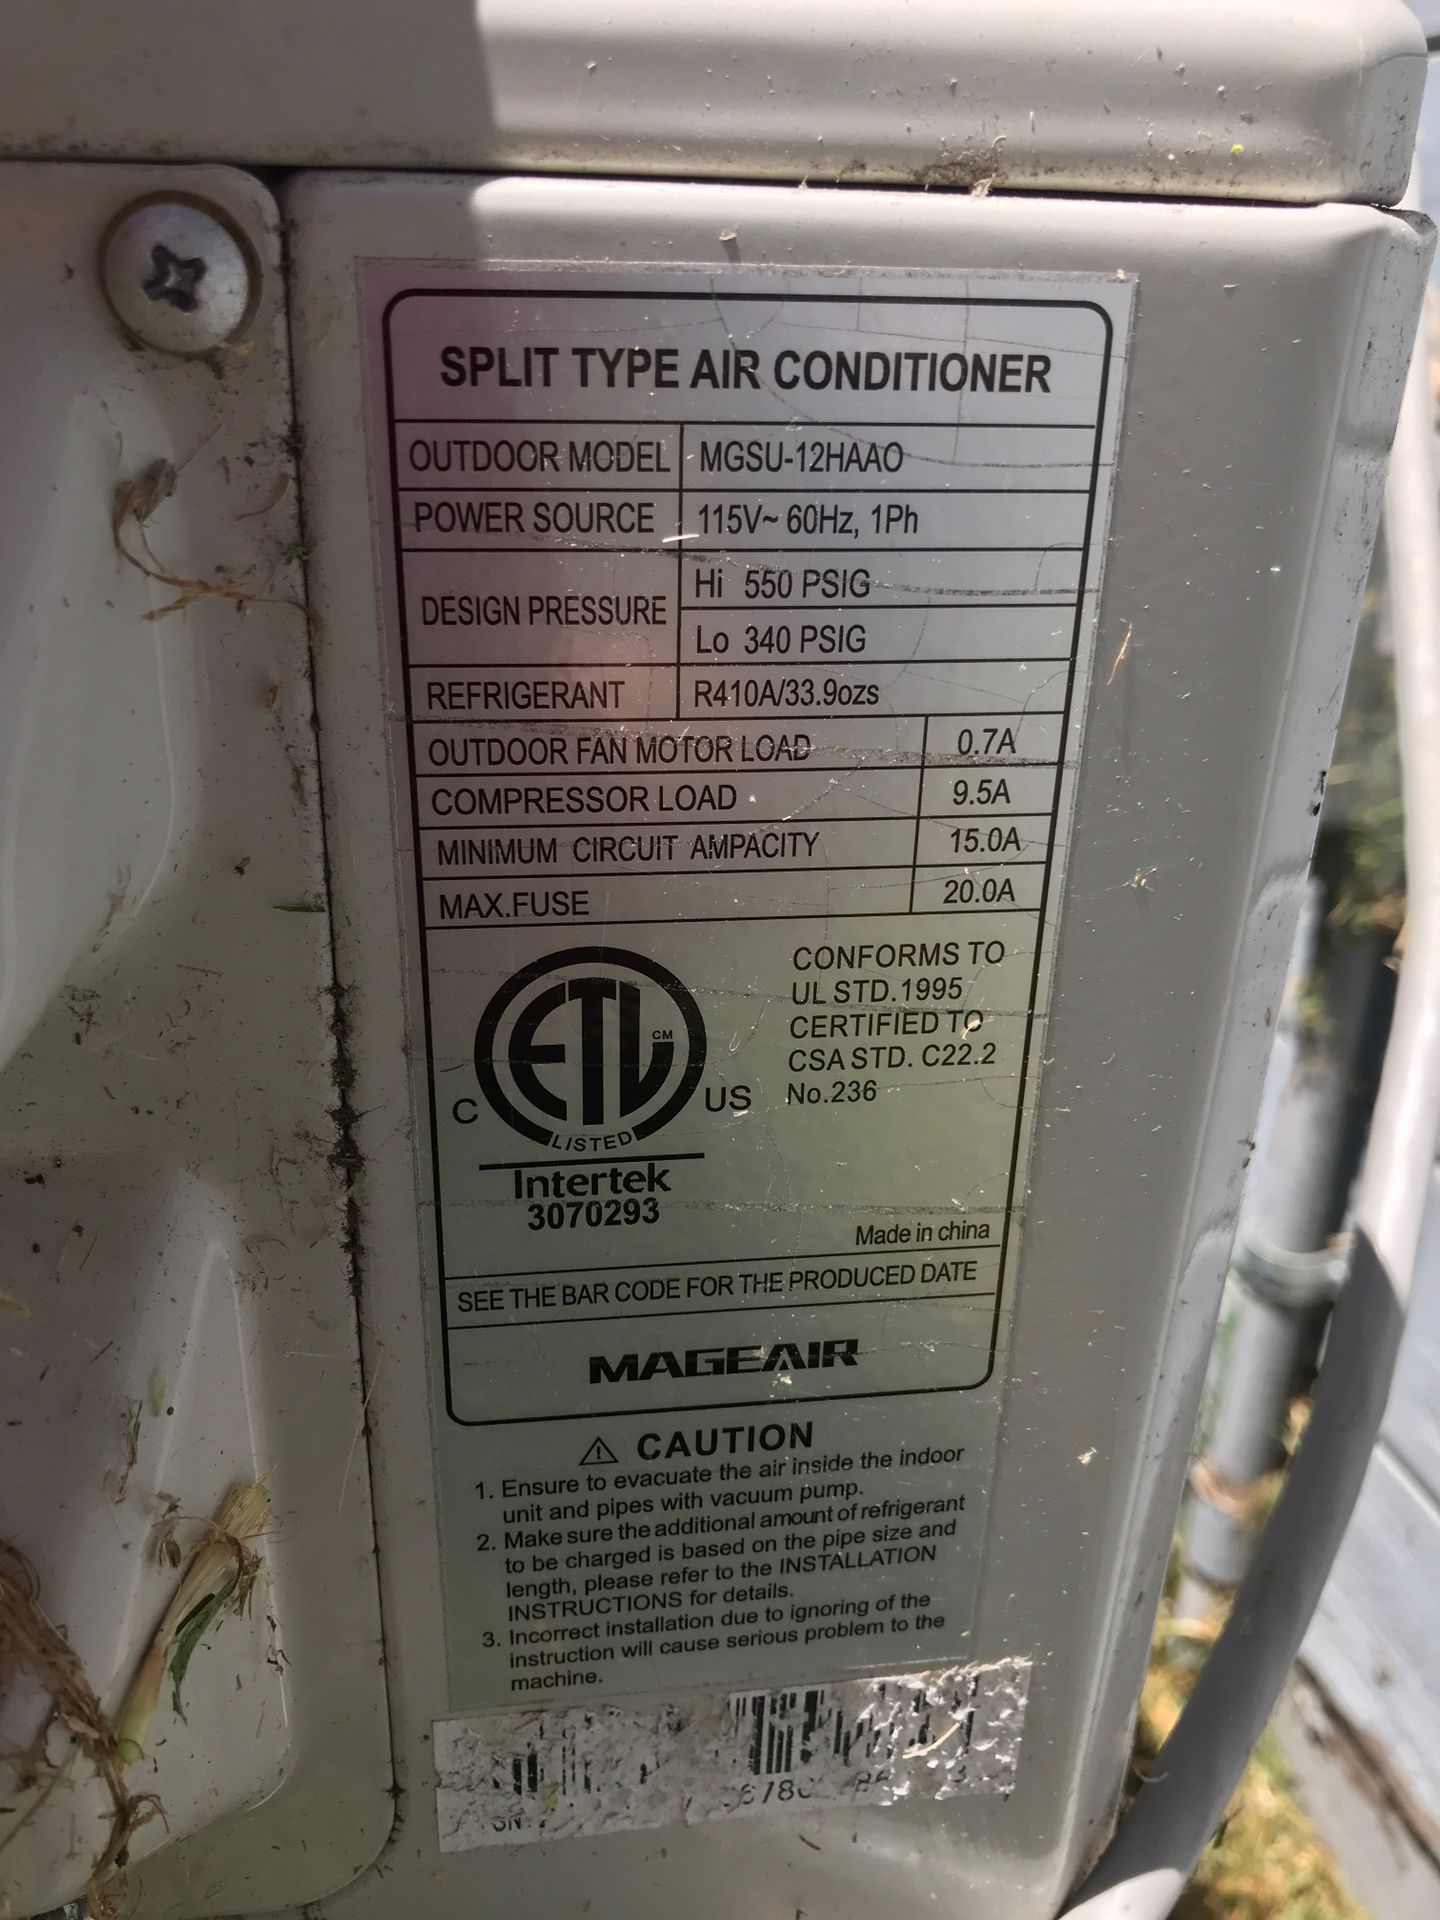 SPLIT TYPE AIR CONDITIONER
OUTDOOR MODEL MGSU-12HAAO
POWER SOURCE 115V~ 60Hz, 1Ph
DESIGN PRESSURE Hi 550 PSIG
Lo 340 PSIG
REFRIGERANT R410A/33.9ozs
OUTDOOR FAN MOTOR LOAD 0.7A
COMPRESSOR LOAD 9.5A
MINIMUM CIRCUIT AMPACITY 15.0A
MAX.FUSE 20.0A
CONFORMS TO
UL STD.1995
CERTIFIED TO
CSA STD. C22.2
No.236
C ETL CM US
LISTED
Intertek
3070293
Made in china
SEE THE BAR CODE FOR THE PRODUCED DATE
MAGEAIR
CAUTION
1. Ensure to evacuate the air inside the indoor
unit and pipes with vacuum pump.
2. Make sure the additional amount of refrigerant
to be charged is based on the pipe size and
length, please refer to the INSTALLATION
INSTRUCTIONS for details.
3. Incorrect installation due to ignoring of the
instruction will cause serious problem to the
machine.
SN